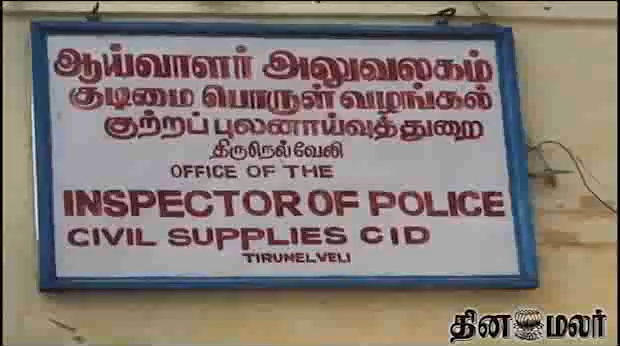 ஆய்வாளர் அலுவலகம்
குடிமை பொருள் வழங்கல்
குற்றப் புலனாய்வுத்துறை
திருநெல்வேலி
OFFICE OF THE
INSPECTOR OF POLICE
CIVIL SUPPLIES CID
TIRUNELVELI
தினமலர்